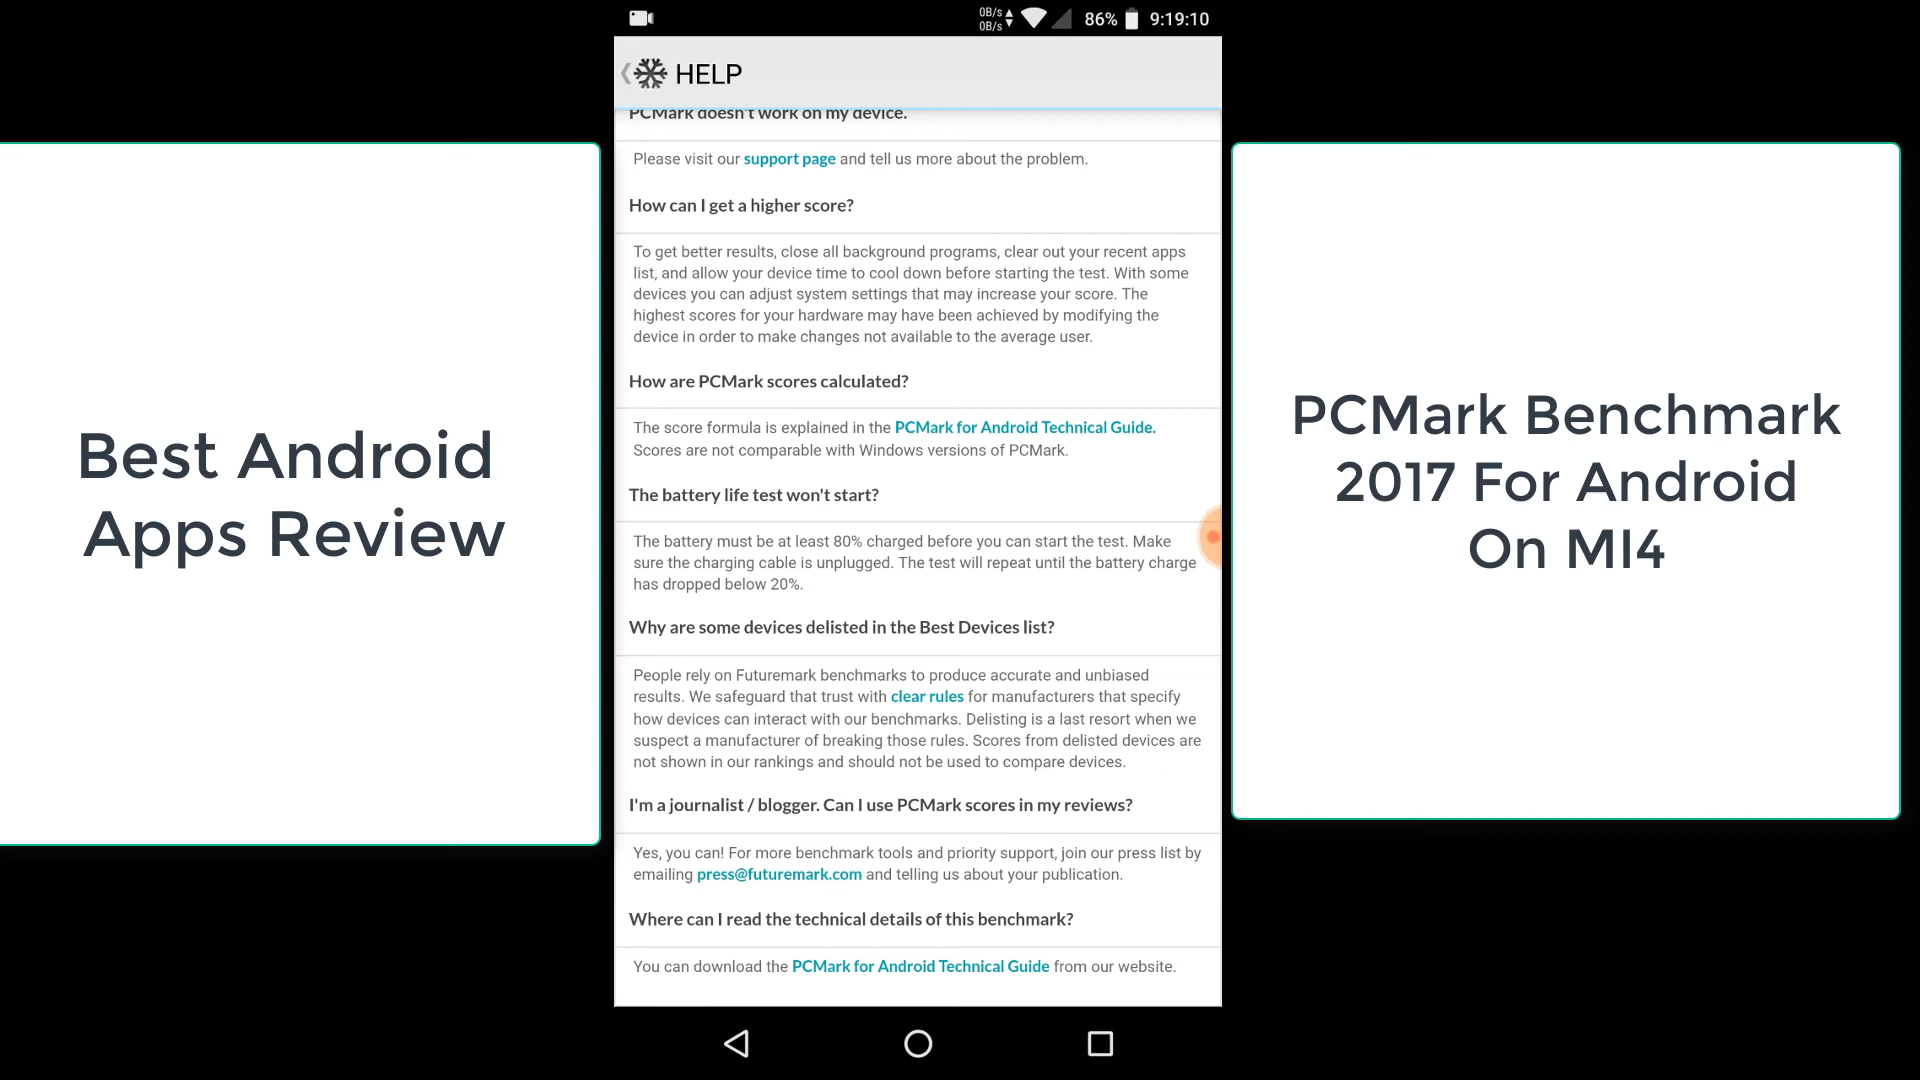 0B/s
0B/s
86%
9:19:10
HELP
PCMark doesn't work on my device.
Please visit our support page and tell us more about the problem.
How can I get a higher score?
To get better results, close all background programs, clear out your recent apps
list, and allow your device time to cool down before starting the test. With some
devices you can adjust system settings that may increase your score. The
highest scores for your hardware may have been achieved by modifying the
device in order to make changes not available to the average user.
How are PCMark scores calculated?
The score formula is explained in the PCMark for Android Technical Guide.
Scores are not comparable with Windows versions of PCMark.
The battery life test won't start?
The battery must be at least 80% charged before you can start the test. Make
sure the charging cable is unplugged. The test will repeat until the battery charge
has dropped below 20%.
Why are some devices delisted in the Best Devices list?
People rely on Futuremark benchmarks to produce accurate and unbiased
results. We safeguard that trust with clear rules for manufacturers that specify
how devices can interact with our benchmarks. Delisting is a last resort when we
suspect a manufacturer of breaking those rules. Scores from delisted devices are
not shown in our rankings and should not be used to compare devices.
I'm a journalist / blogger. Can I use PCMark scores in my reviews?
Yes, you can! For more benchmark tools and priority support, join our press list by
emailing press@futuremark.com and telling us about your publication.
Where can I read the technical details of this benchmark?
You can download the PCMark for Android Technical Guide from our website.
Best Android
Apps Review
PCMark Benchmark
2017 For Android
On MI4